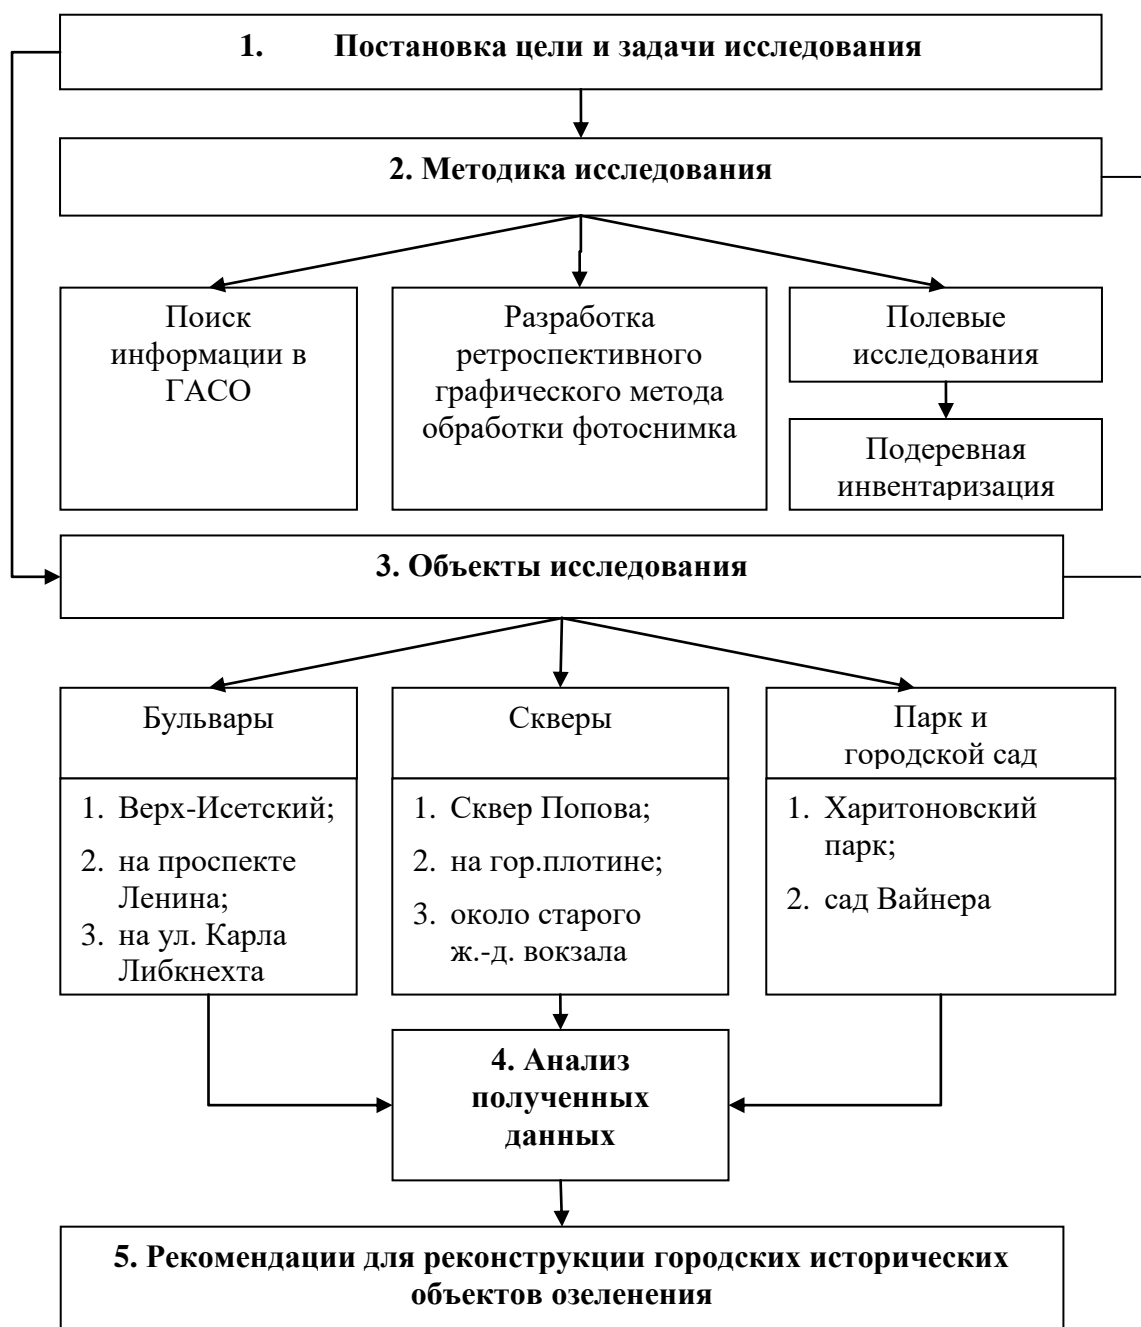 1. Постановка цели и задачи исследования
2. Методика исследования
Поиск
информации в
ГАСО
Разработка
ретроспективного
графического метода
обработки фотоснимка
Полевые
исследования
Подеревная
инвентаризация
3. Объекты исследования
Бульвары
1. Верх-Исетский;
2. на проспекте
Ленина;
3. на ул. Карла
Либкнехта
Скверы
1. Сквер Попова;
2. на гор.плотине;
3. около старого
ж.-д. вокзала
Парк и
городской сад
1. Харитоновский
парк;
2. сад Вайнера
4. Анализ
полученных
данных
5. Рекомендации для реконструкции городских исторических
объектов озеленения